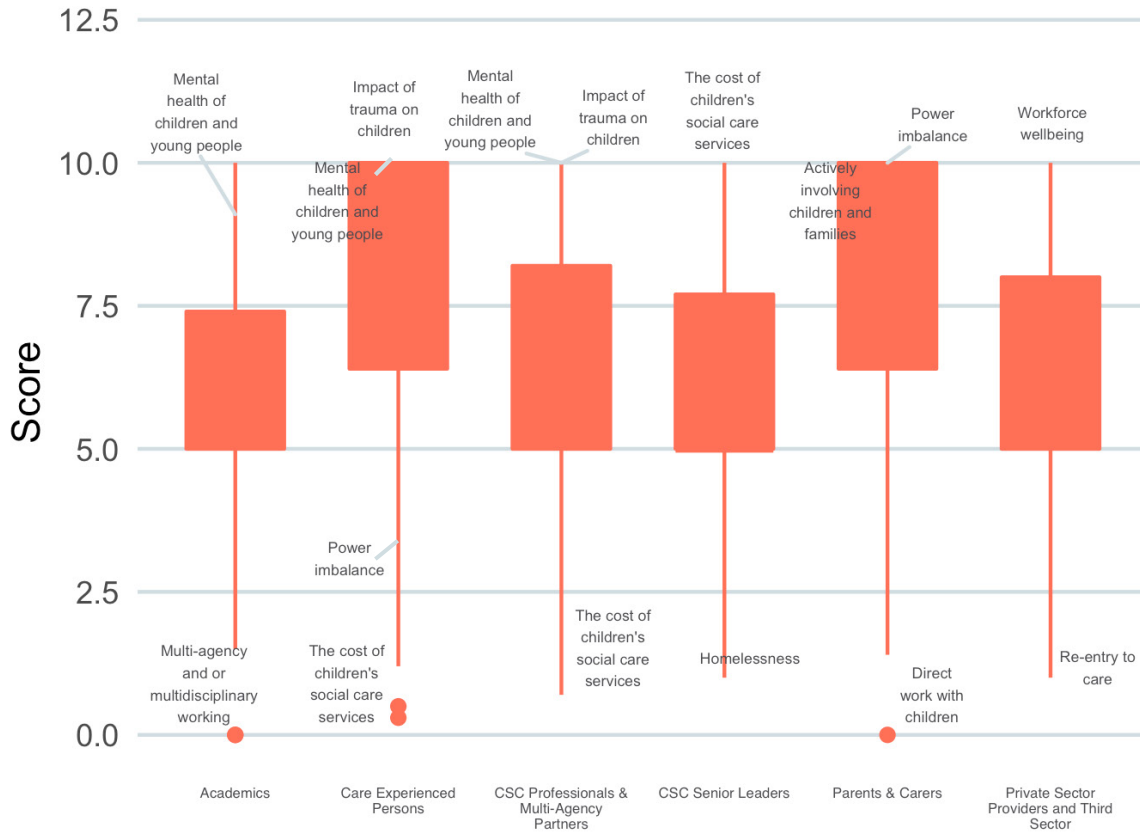 12.5
10.0
7.5
5.0
2.5
0.0
Score
Mental
health of
children and
young people
Impact of
trauma on
children
Mental
health of
children and
young people
Mental
health of
children and
young people
Impact of
trauma on
children
The cost of
children's
social care
services
Actively
involving
children and
families
Power
imbalance
Workforce
wellbeing
Multi-agency
and or
multidisciplinary
working
Power
imbalance
The cost of
children's
social care
services
The cost of
children's
social care
services
Homelessness
Direct
work with
children
Re-entry to
care
Academics
Care Experienced
Persons
CSC Professionals &
Multi-Agency
Partners
CSC Senior Leaders
Parents & Carers
Private Sector
Providers and Third
Sector